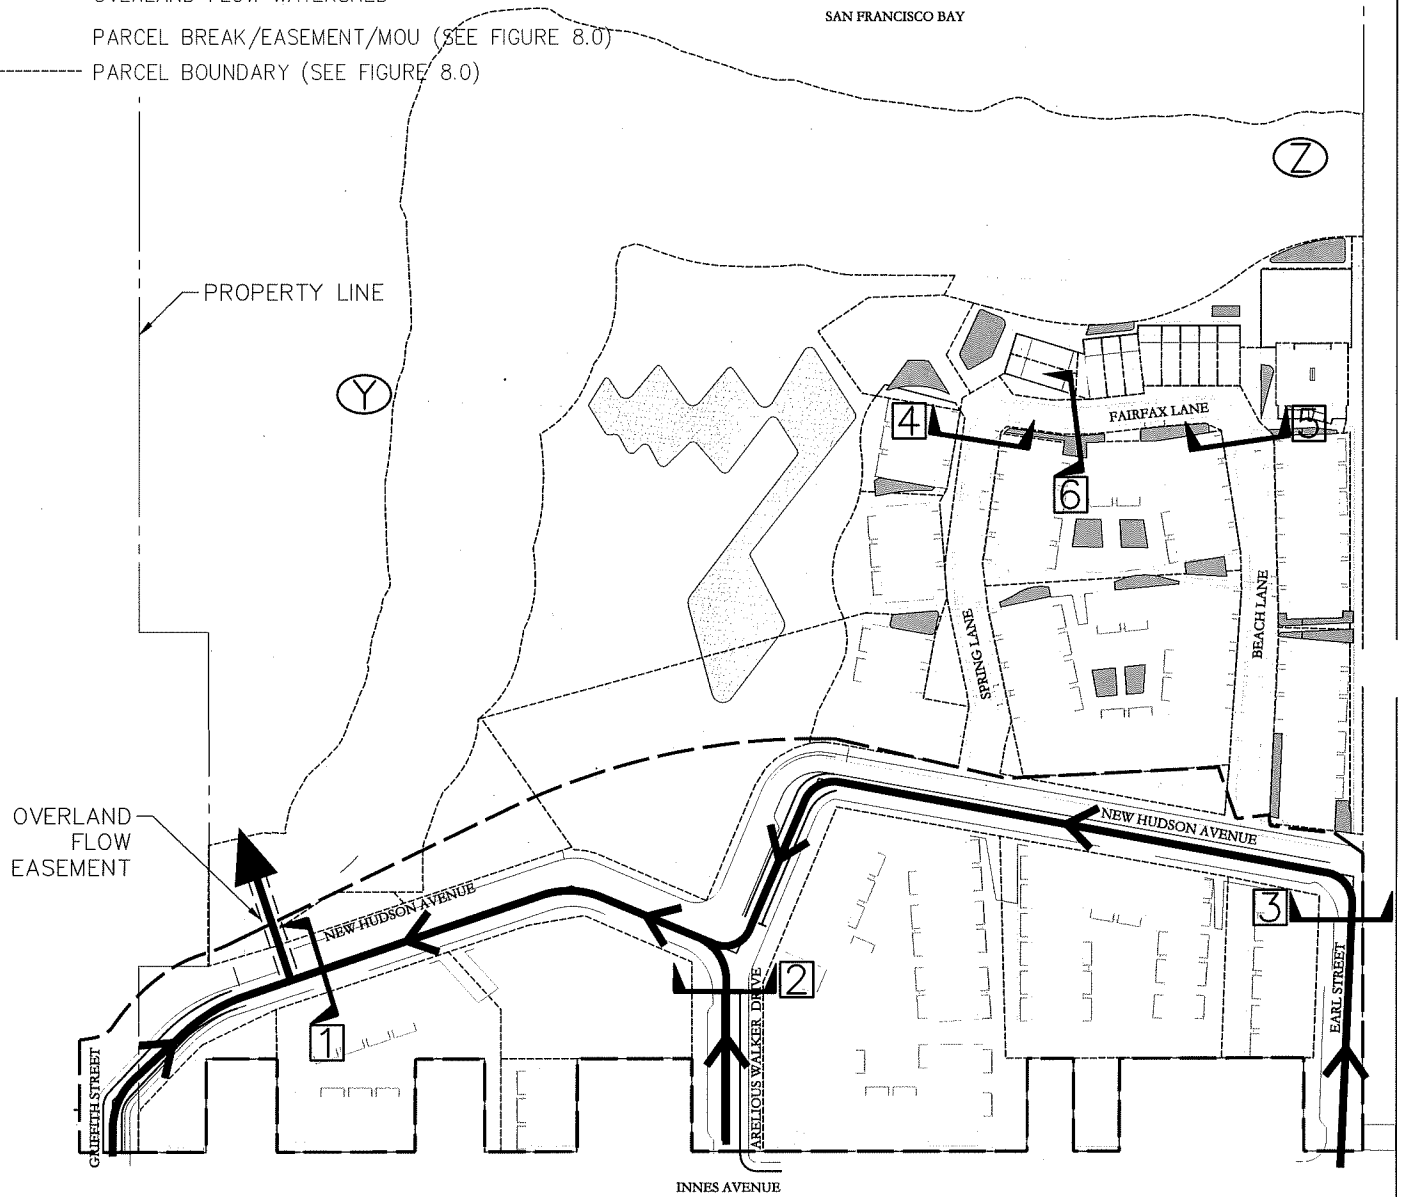 OVERLAND FLOW WATERSHED
PARCEL BREAK/EASEMENT/MOU (SEE FIGURE 8.0)
PARCEL BOUNDARY (SEE FIGURE 8.0)
SAN FRANCISCO BAY
Z
PROPERTY LINE
Y
4
FAIRFAX LANE
5
6
SPRING LANE
BEACH LANE
OVERLAND
FLOW
EASEMENT
NEW HUDSON AVENUE
NEW HUDSON AVENUE
3
2
1
GRIFFITH STREET
ARELIOUS WALKER DRIVE
EARL STREET
INNES AVENUE